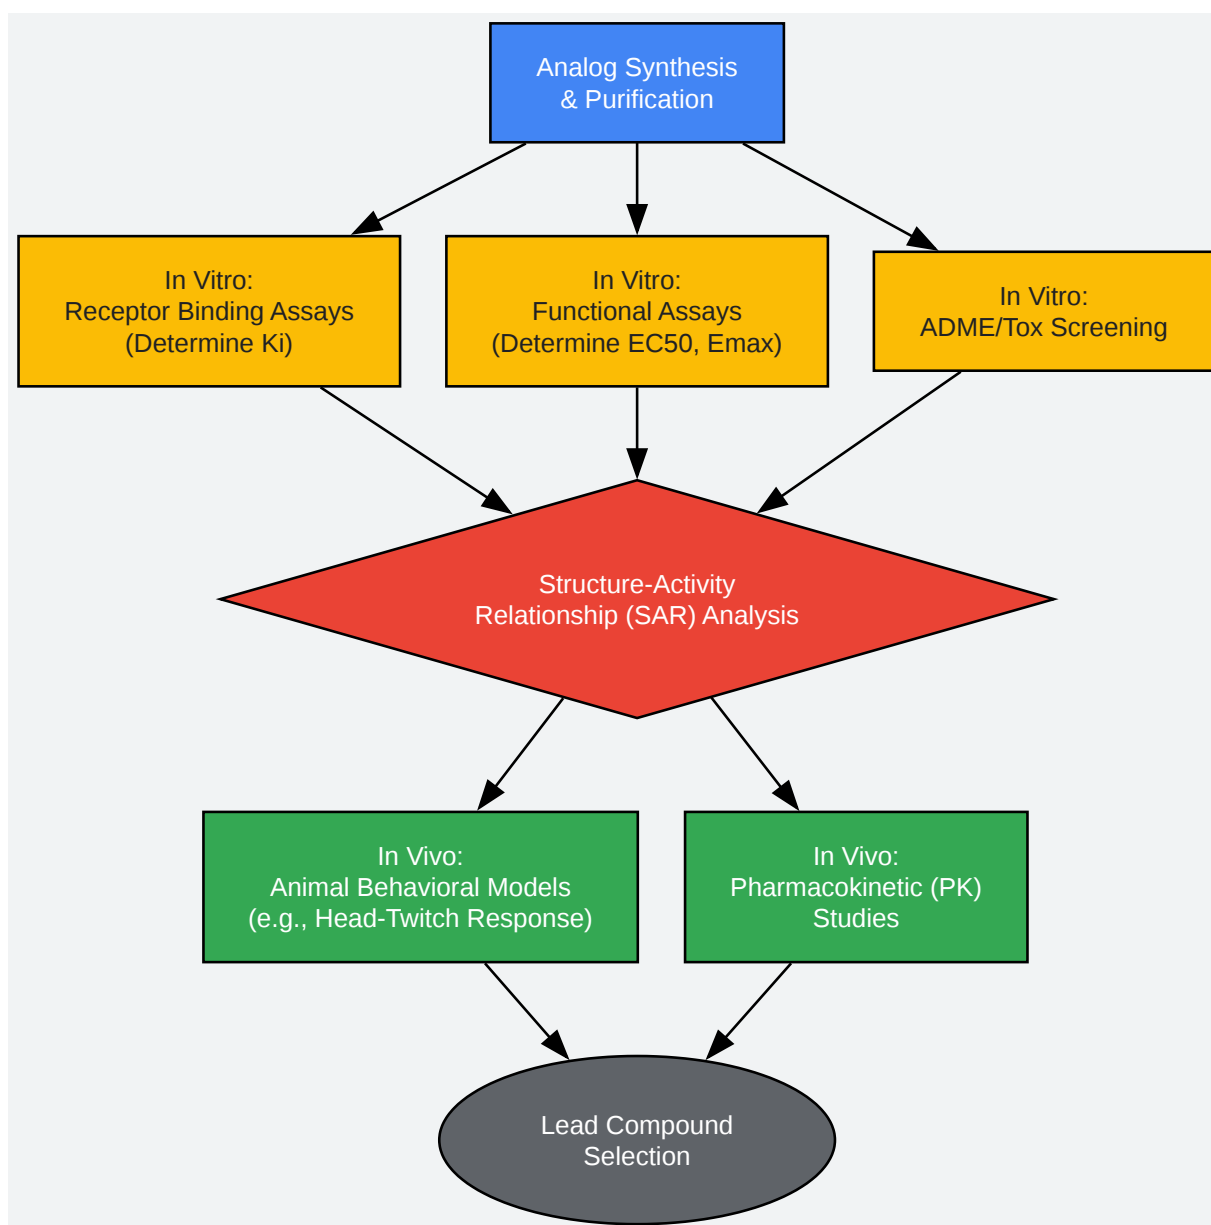 Analog Synthesis
& Purification
In Vitro:
Receptor Binding Assays
(Determine Ki)
In Vitro:
Functional Assays
(Determine EC50, Emax)
In Vitro:
ADME/Tox Screening
Structure-Activity
Relationship (SAR) Analysis
In Vivo:
Animal Behavioral Models
(e.g., Head-Twitch Response)
In Vivo:
Pharmacokinetic (PK)
Studies
Lead Compound
Selection